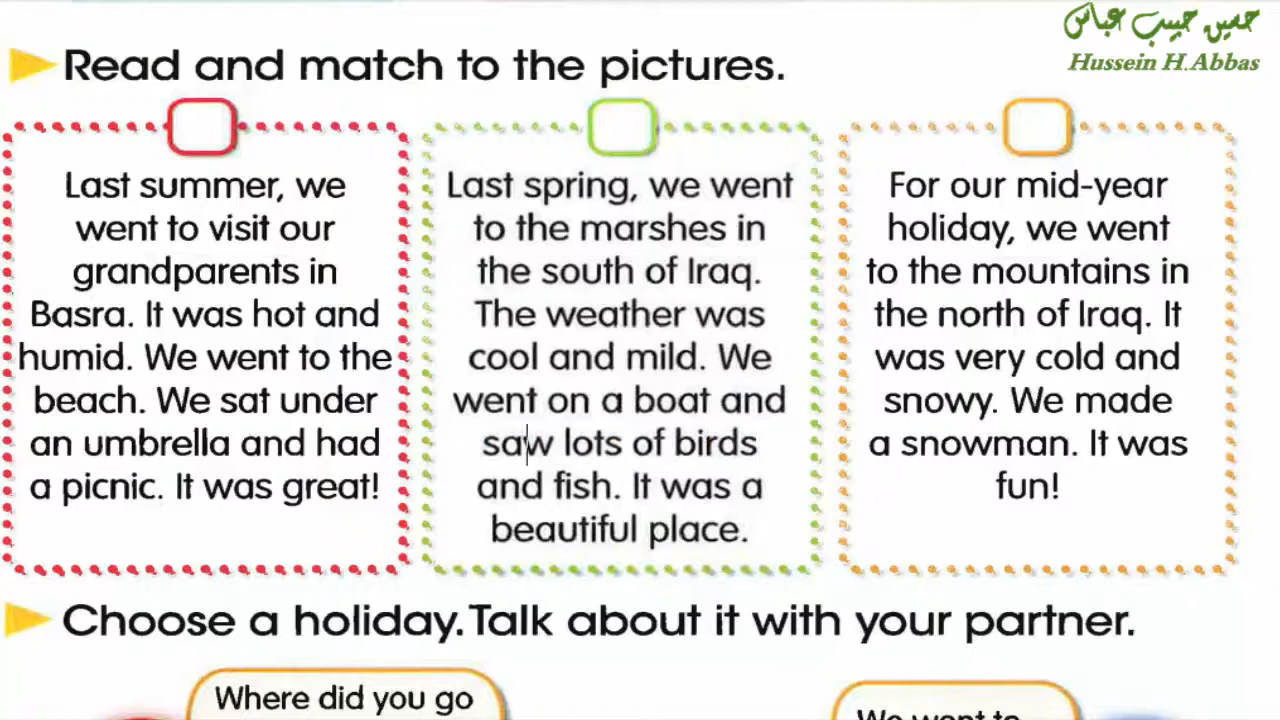 حسين حبيب عباس
Hussein H.Abbas
Read and match to the pictures.
Last summer, we
went to visit our
grandparents in
Basra. It was hot and
humid. We went to the
beach. We sat under
an umbrella and had
a picnic. It was great!
Last spring, we went
to the marshes in
the south of Iraq.
The weather was
cool and mild. We
went on a boat and
saw lots of birds
and fish. It was a
beautiful place.
For our mid-year
holiday, we went
to the mountains in
the north of Iraq. It
was very cold and
snowy. We made
a snowman. It was
fun!
Choose a holiday. Talk about it with your partner.
Where did you go
We went to